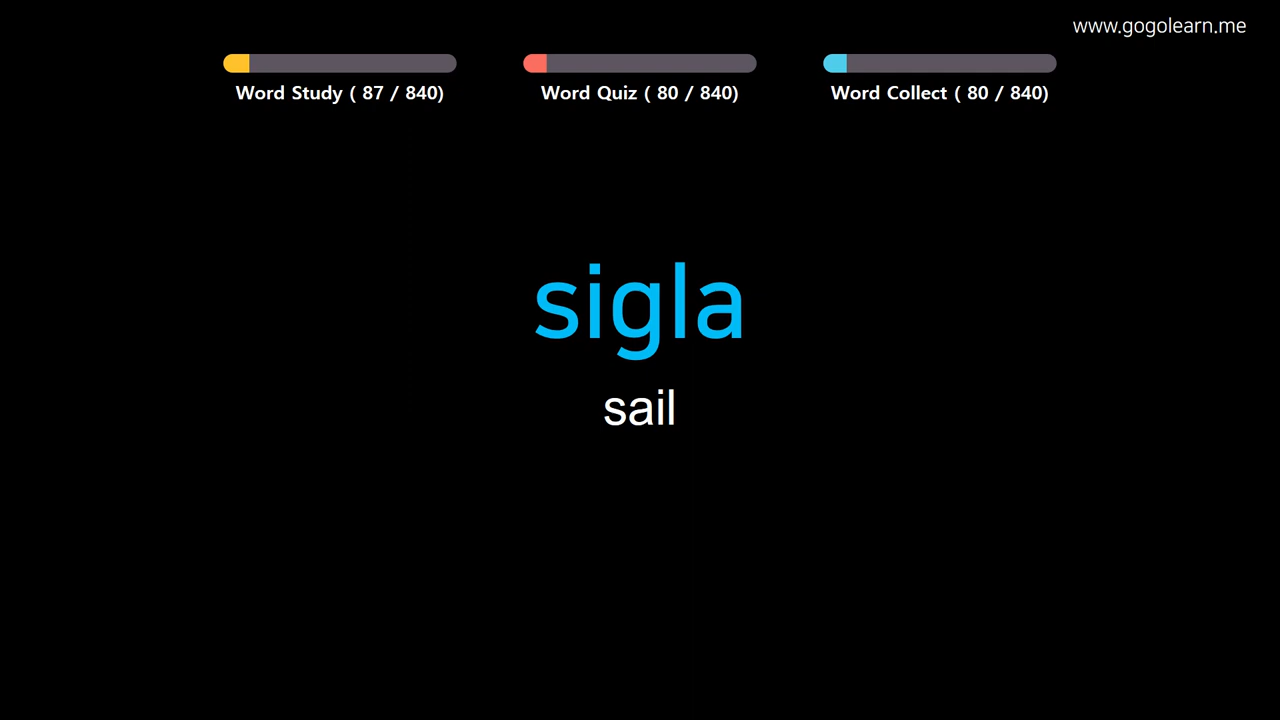 www.gogolearn.me
Word Study ( 87 / 840)
Word Quiz ( 80 / 840)
Word Collect ( 80 / 840)
sigla
sail